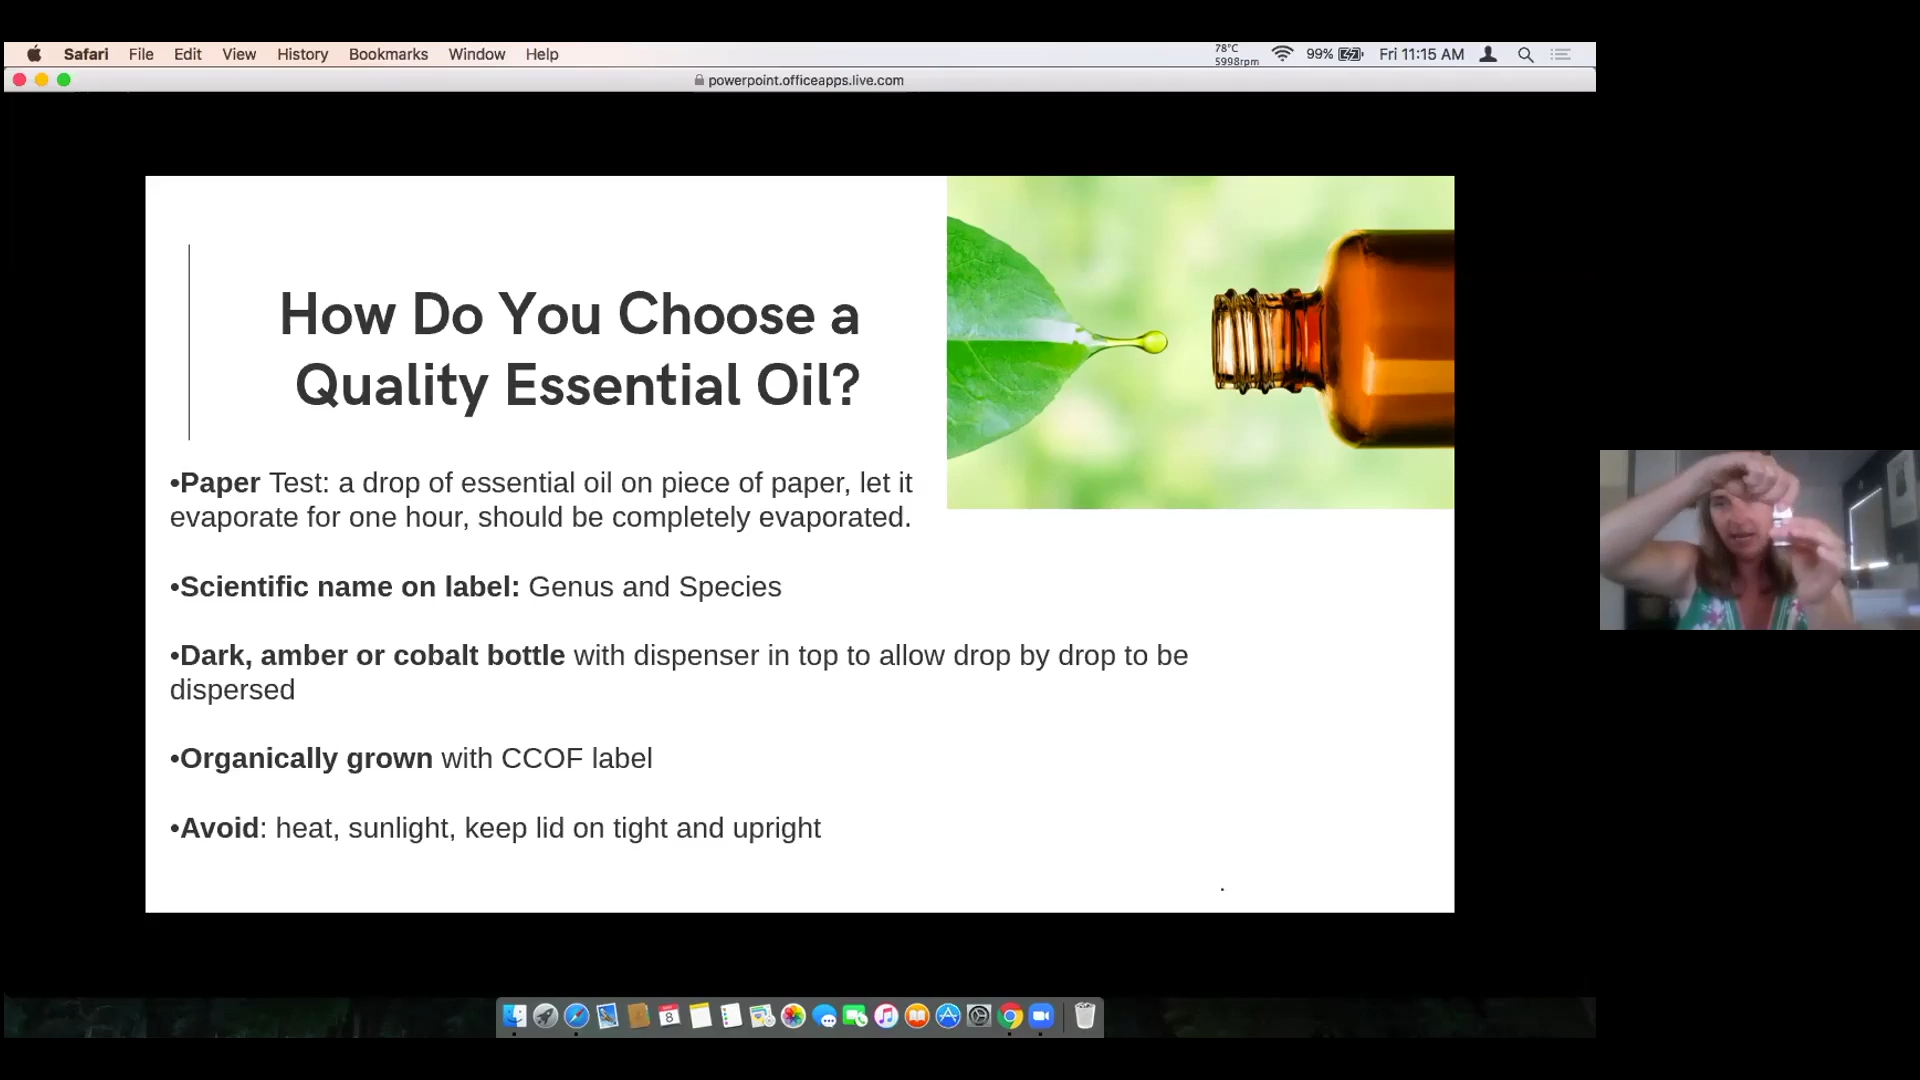 Safari File Edit View History Bookmarks Window Help
78°C
5998rpm
99%
Fri 11:15 AM
powerpoint.officeapps.live.com
How Do You Choose a
Quality Essential Oil?
•Paper Test: a drop of essential oil on piece of paper, let it
evaporate for one hour, should be completely evaporated.
•Scientific name on label: Genus and Species
•Dark, amber or cobalt bottle with dispenser in top to allow drop by drop to be
dispersed
•Organically grown with CCOF label
•Avoid: heat, sunlight, keep lid on tight and upright
.
8